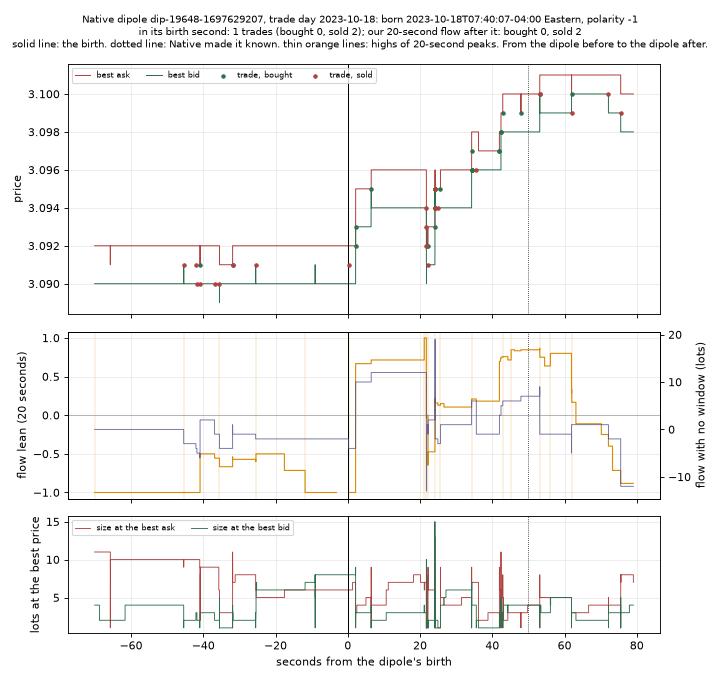 Native dipole dip-19648-1697629207, trade day 2023-10-18: born 2023-10-18T07:40:07-04:00 Eastern, polarity -1
in its birth second: 1 trades (bought 0, sold 2); our 20-second flow after it: bought 0, sold 2
solid line: the birth. dotted line: Native made it known. thin orange lines: highs of 20-second peaks. From the dipole before to the dipole after.
best ask
best bid
trade, bought
trade, sold
3.100
3.098
3.096
3.094
3.092
3.090
price
1.0
0.5
0.0
−0.5
−1.0
flow lean (20 seconds)
20
10
0
−10
flow with no window (lots)
size at the best ask
size at the best bid
15
10
5
lots at the best price
−60
−40
−20
0
20
40
60
80
seconds from the dipole's birth